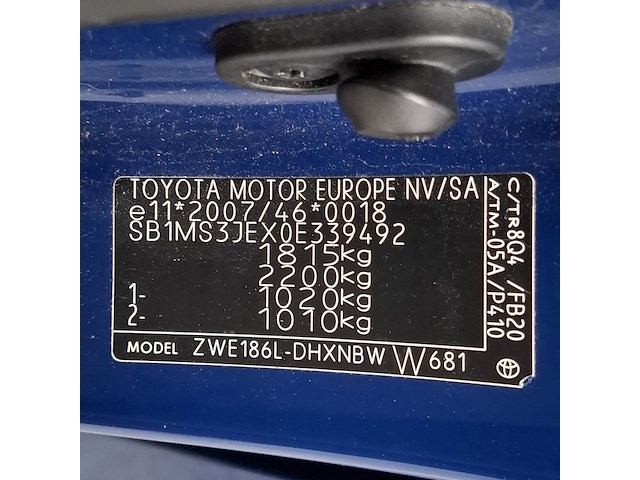 TOYOTA MOTOR EUROPE NV/SA
e11*2007/46*0018
SB1MS3JEX0E339492
1815kg
2200kg
1- 1020kg
2- 1010kg
MODEL ZWE186L-DHXNBW W681
C/TR8Q4 /FB20
A/TM-05A/P410